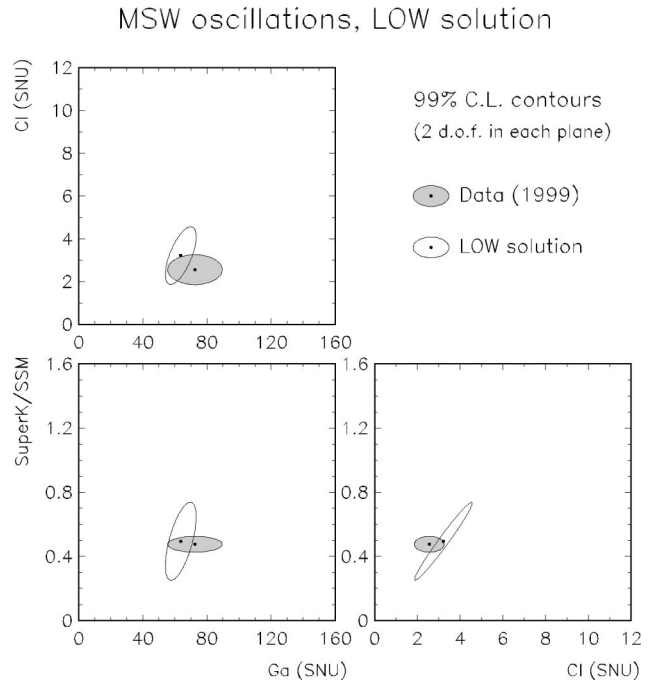 MSW oscillations, LOW solution
Cl (SNU)
12
10
8
6
4
2
0
0 40 80 120 160
99% C.L. contours
(2 d.o.f. in each plane)
Data (1999)
LOW solution
SuperK/SSM
1.6
1.2
0.8
0.4
0
0 40 80 120 160
Ga (SNU)
1.6
1.2
0.8
0.4
0
0 2 4 6 8 10 12
Cl (SNU)